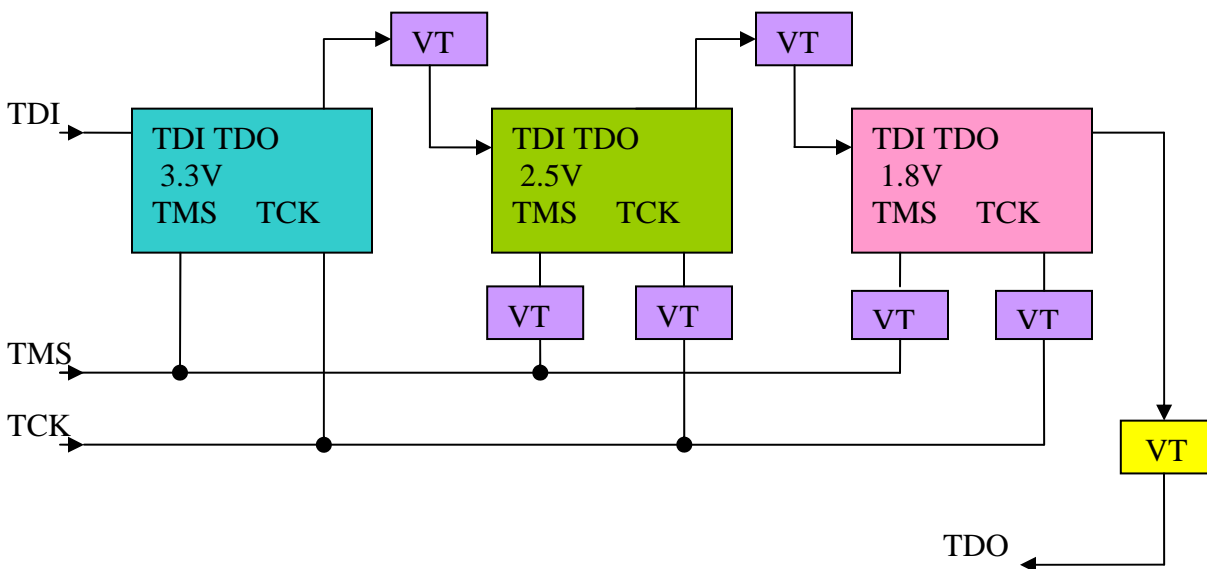 VT
VT
TDI
TDI TDO
3.3V
TMS TCK
TDI TDO
2.5V
TMS TCK
TDI TDO
1.8V
TMS TCK
VT
VT
VT
VT
TMS
TCK
VT
TDO